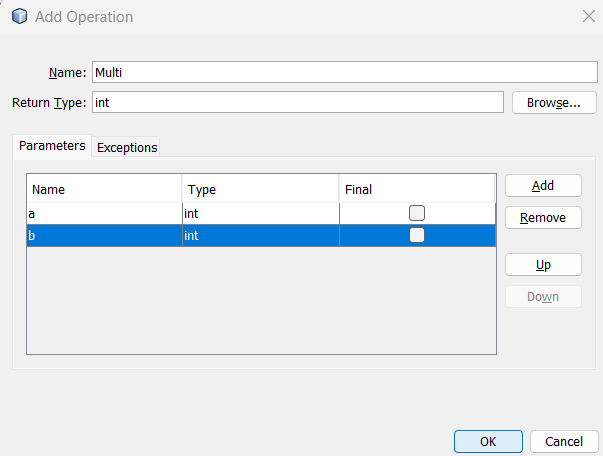 Add Operation
Name: Multi
Return Type: int Browse...
Parameters Exceptions
Name Type Final Add
a int Remove
b int
Up
Down
OK Cancel